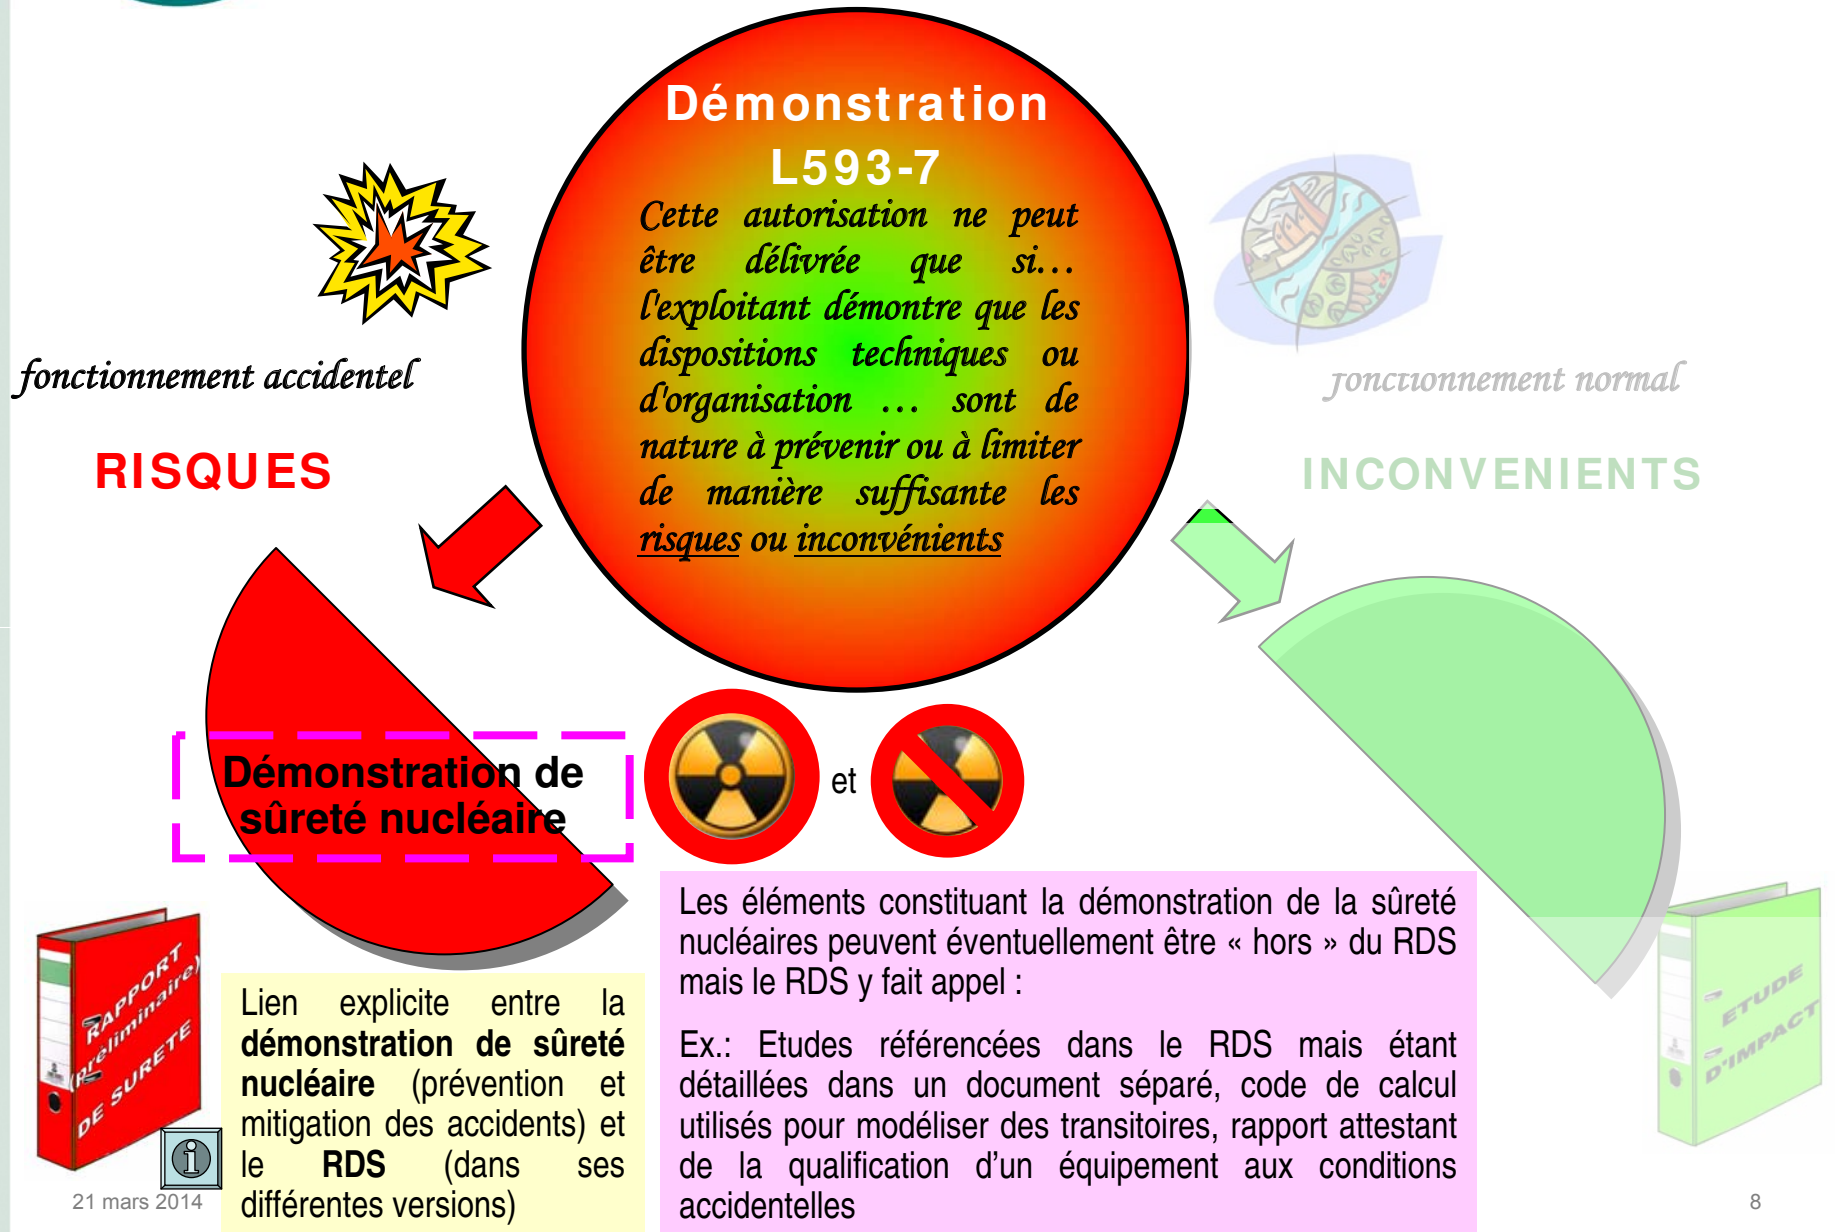 Démonstration
L593-7
Cette autorisation ne peut
être délivrée que si…
l'exploitant démontre que les
dispositions techniques ou
d'organisation … sont de
nature à prévenir ou à limiter
de manière suffisante les
risques ou inconvénients
fonctionnement accidentel
RISQUES
fonctionnement normal
INCONVENIENTS
Démonstration de
sûreté nucléaire
et
RAPPORT
(préliminaire)
DE SURETE
Lien explicite entre la
démonstration de sûreté
nucléaire (prévention et
mitigation des accidents) et
le RDS (dans ses
différentes versions)
Les éléments constituant la démonstration de la sûreté
nucléaires peuvent éventuellement être « hors » du RDS
mais le RDS y fait appel :
Ex.: Etudes référencées dans le RDS mais étant
détaillées dans un document séparé, code de calcul
utilisés pour modéliser des transitoires, rapport attestant
de la qualification d’un équipement aux conditions
accidentelles
ETUDE
D'IMPACT
21 mars 2014
8